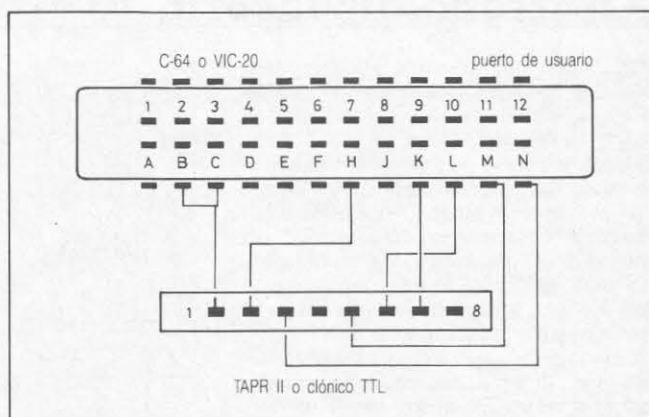 C-64 o VIC-20 puerto de usuario
1 2 3 4 5 6 7 8 9 10 11 12
A B C D E F H J K L M N
1 8
TAPR II o clónico TTL